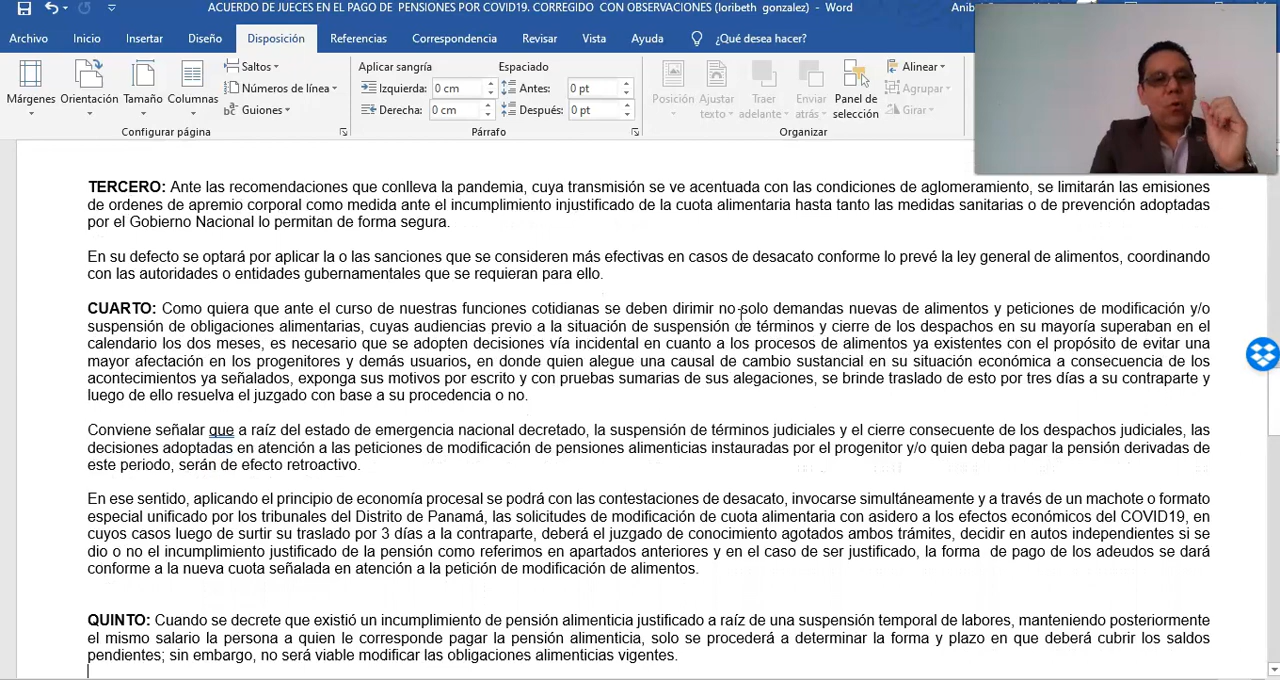 ACUERDO DE JUECES EN EL PAGO DE PENSIONES POR COVID19. CORREGIDO CON OBSERVACIONES (loribeth gonzalez) - Word
Archivo Inicio Insertar Diseño Disposición Referencias Correspondencia Revisar Vista Ayuda ¿Qué desea hacer?
Márgenes Orientación Tamaño Columnas
Saltos
Números de línea
Guiones
Configurar página
Aplicar sangría
Izquierda: 0 cm
Derecha: 0 cm
Espaciado
Antes: 0 pt
Después: 0 pt
Párrafo
Posición Ajustar texto Traer adelante Enviar atrás Panel de selección
Alinear
Agrupar
Girar
Organizar
TERCERO: Ante las recomendaciones que conlleva la pandemia, cuya transmisión se ve acentuada con las condiciones de aglomeramiento, se limitarán las emisiones
de ordenes de apremio corporal como medida ante el incumplimiento injustificado de la cuota alimentaria hasta tanto las medidas sanitarias o de prevención adoptadas
por el Gobierno Nacional lo permitan de forma segura.
En su defecto se optará por aplicar la o las sanciones que se consideren más efectivas en casos de desacato conforme lo prevé la ley general de alimentos, coordinando
con las autoridades o entidades gubernamentales que se requieran para ello.
CUARTO: Como quiera que ante el curso de nuestras funciones cotidianas se deben dirimir no solo demandas nuevas de alimentos y peticiones de modificación y/o
suspensión de obligaciones alimentarias, cuyas audiencias previo a la situación de suspensión de términos y cierre de los despachos en su mayoría superaban en el
calendario los dos meses, es necesario que se adopten decisiones vía incidental en cuanto a los procesos de alimentos ya existentes con el propósito de evitar una
mayor afectación en los progenitores y demás usuarios, en donde quien alegue una causal de cambio sustancial en su situación económica a consecuencia de los
acontecimientos ya señalados, exponga sus motivos por escrito y con pruebas sumarias de sus alegaciones, se brinde traslado de esto por tres días a su contraparte y
luego de ello resuelva el juzgado con base a su procedencia o no.
Conviene señalar que a raíz del estado de emergencia nacional decretado, la suspensión de términos judiciales y el cierre consecuente de los despachos judiciales, las
decisiones adoptadas en atención a las peticiones de modificación de pensiones alimenticias instauradas por el progenitor y/o quien deba pagar la pensión derivadas de
este periodo, serán de efecto retroactivo.
En ese sentido, aplicando el principio de economía procesal se podrá con las contestaciones de desacato, invocarse simultáneamente y a través de un machote o formato
especial unificado por los tribunales del Distrito de Panamá, las solicitudes de modificación de cuota alimentaria con asidero a los efectos económicos del COVID19, en
cuyos casos luego de surtir su traslado por 3 días a la contraparte, deberá el juzgado de conocimiento agotados ambos trámites, decidir en autos independientes si se
dio o no el incumplimiento justificado de la pensión como referimos en apartados anteriores y en el caso de ser justificado, la forma de pago de los adeudos se dará
conforme a la nueva cuota señalada en atención a la petición de modificación de alimentos.
QUINTO: Cuando se decrete que existió un incumplimiento de pensión alimenticia justificado a raíz de una suspensión temporal de labores, manteniendo posteriormente
el mismo salario la persona a quien le corresponde pagar la pensión alimenticia, solo se procederá a determinar la forma y plazo en que deberá cubrir los saldos
pendientes; sin embargo, no será viable modificar las obligaciones alimenticias vigentes.